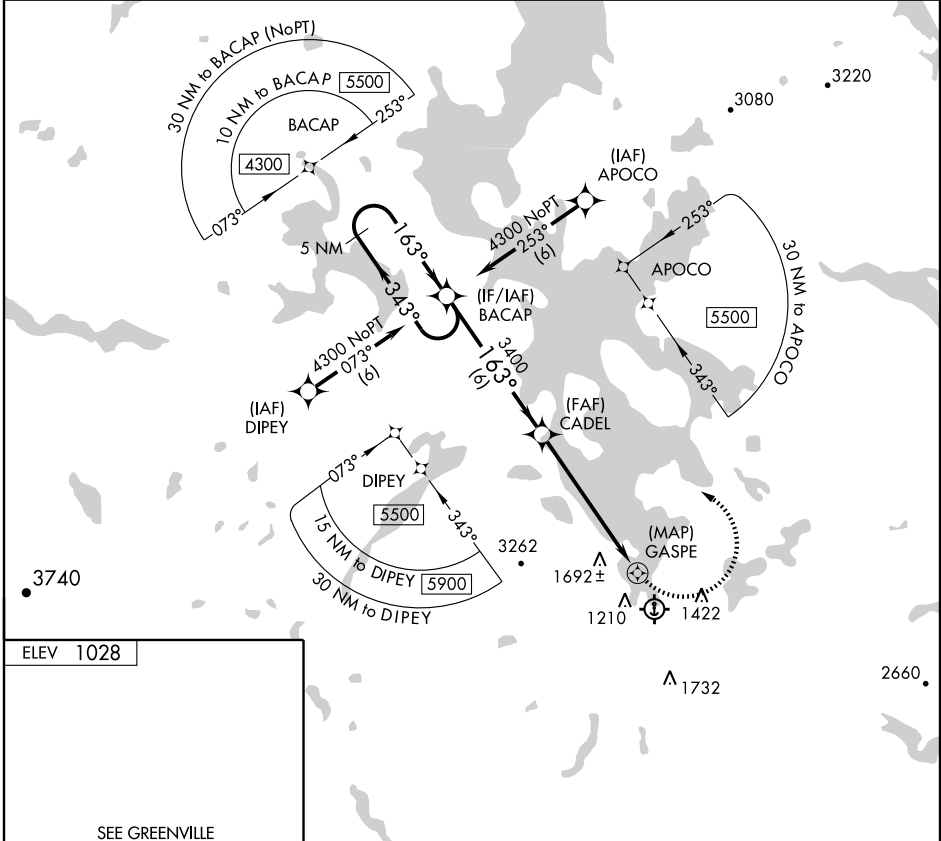 30 NM to BACAP (NoPT)
10 NM to BACAP 5500
BACAP
253°
4300
073°
3220
3080
(IAF)
APOCO
4300 NoPT
253°
(6)
253°
APOCO
30 NM to APOCO
5500
343°
5 NM
163°
343°
(IF/IAF)
BACAP
4300 NoPT
073°
(6)
(IAF)
DIPEY
3400
163°
(6)
(FAF)
CADEL
073°
DIPEY
5500
343°
15 NM to DIPEY 5900
30 NM to DIPEY
3262
(MAP)
GASPE
1692±
1210
1422
3740
1732
2660
ELEV 1028
SEE GREENVILLE